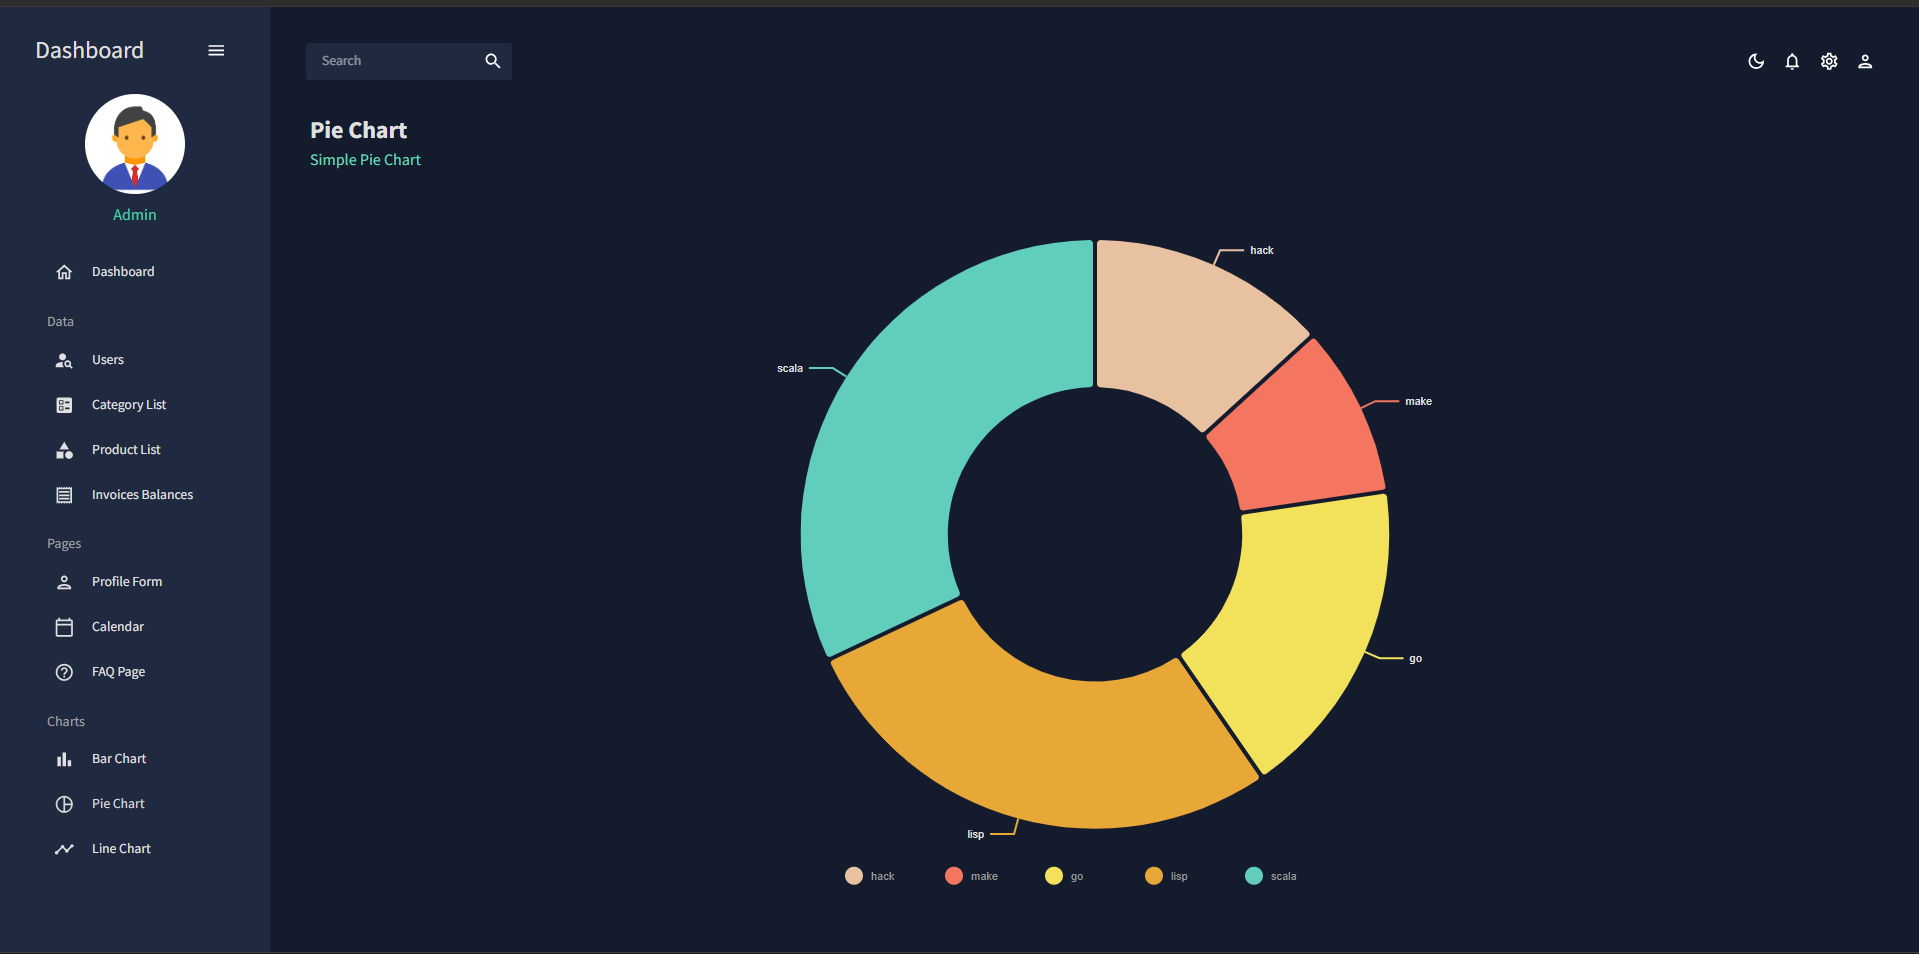 Dashboard
Admin
Dashboard
Data
Users
Category List
Product List
Invoices Balances
Pages
Profile Form
Calendar
FAQ Page
Charts
Bar Chart
Pie Chart
Line Chart
Search
Pie Chart
Simple Pie Chart
hack
scala
make
go
lisp
hack make go lisp scala